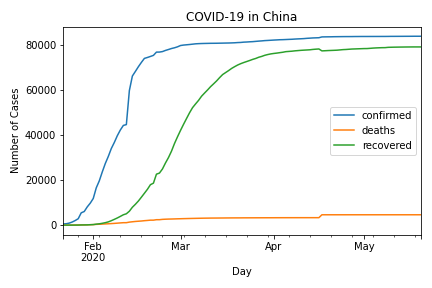 COVID-19 in China
Number of Cases
80000
60000
40000
20000
0
confirmed
deaths
recovered
Feb
2020
Mar
Apr
May
Day